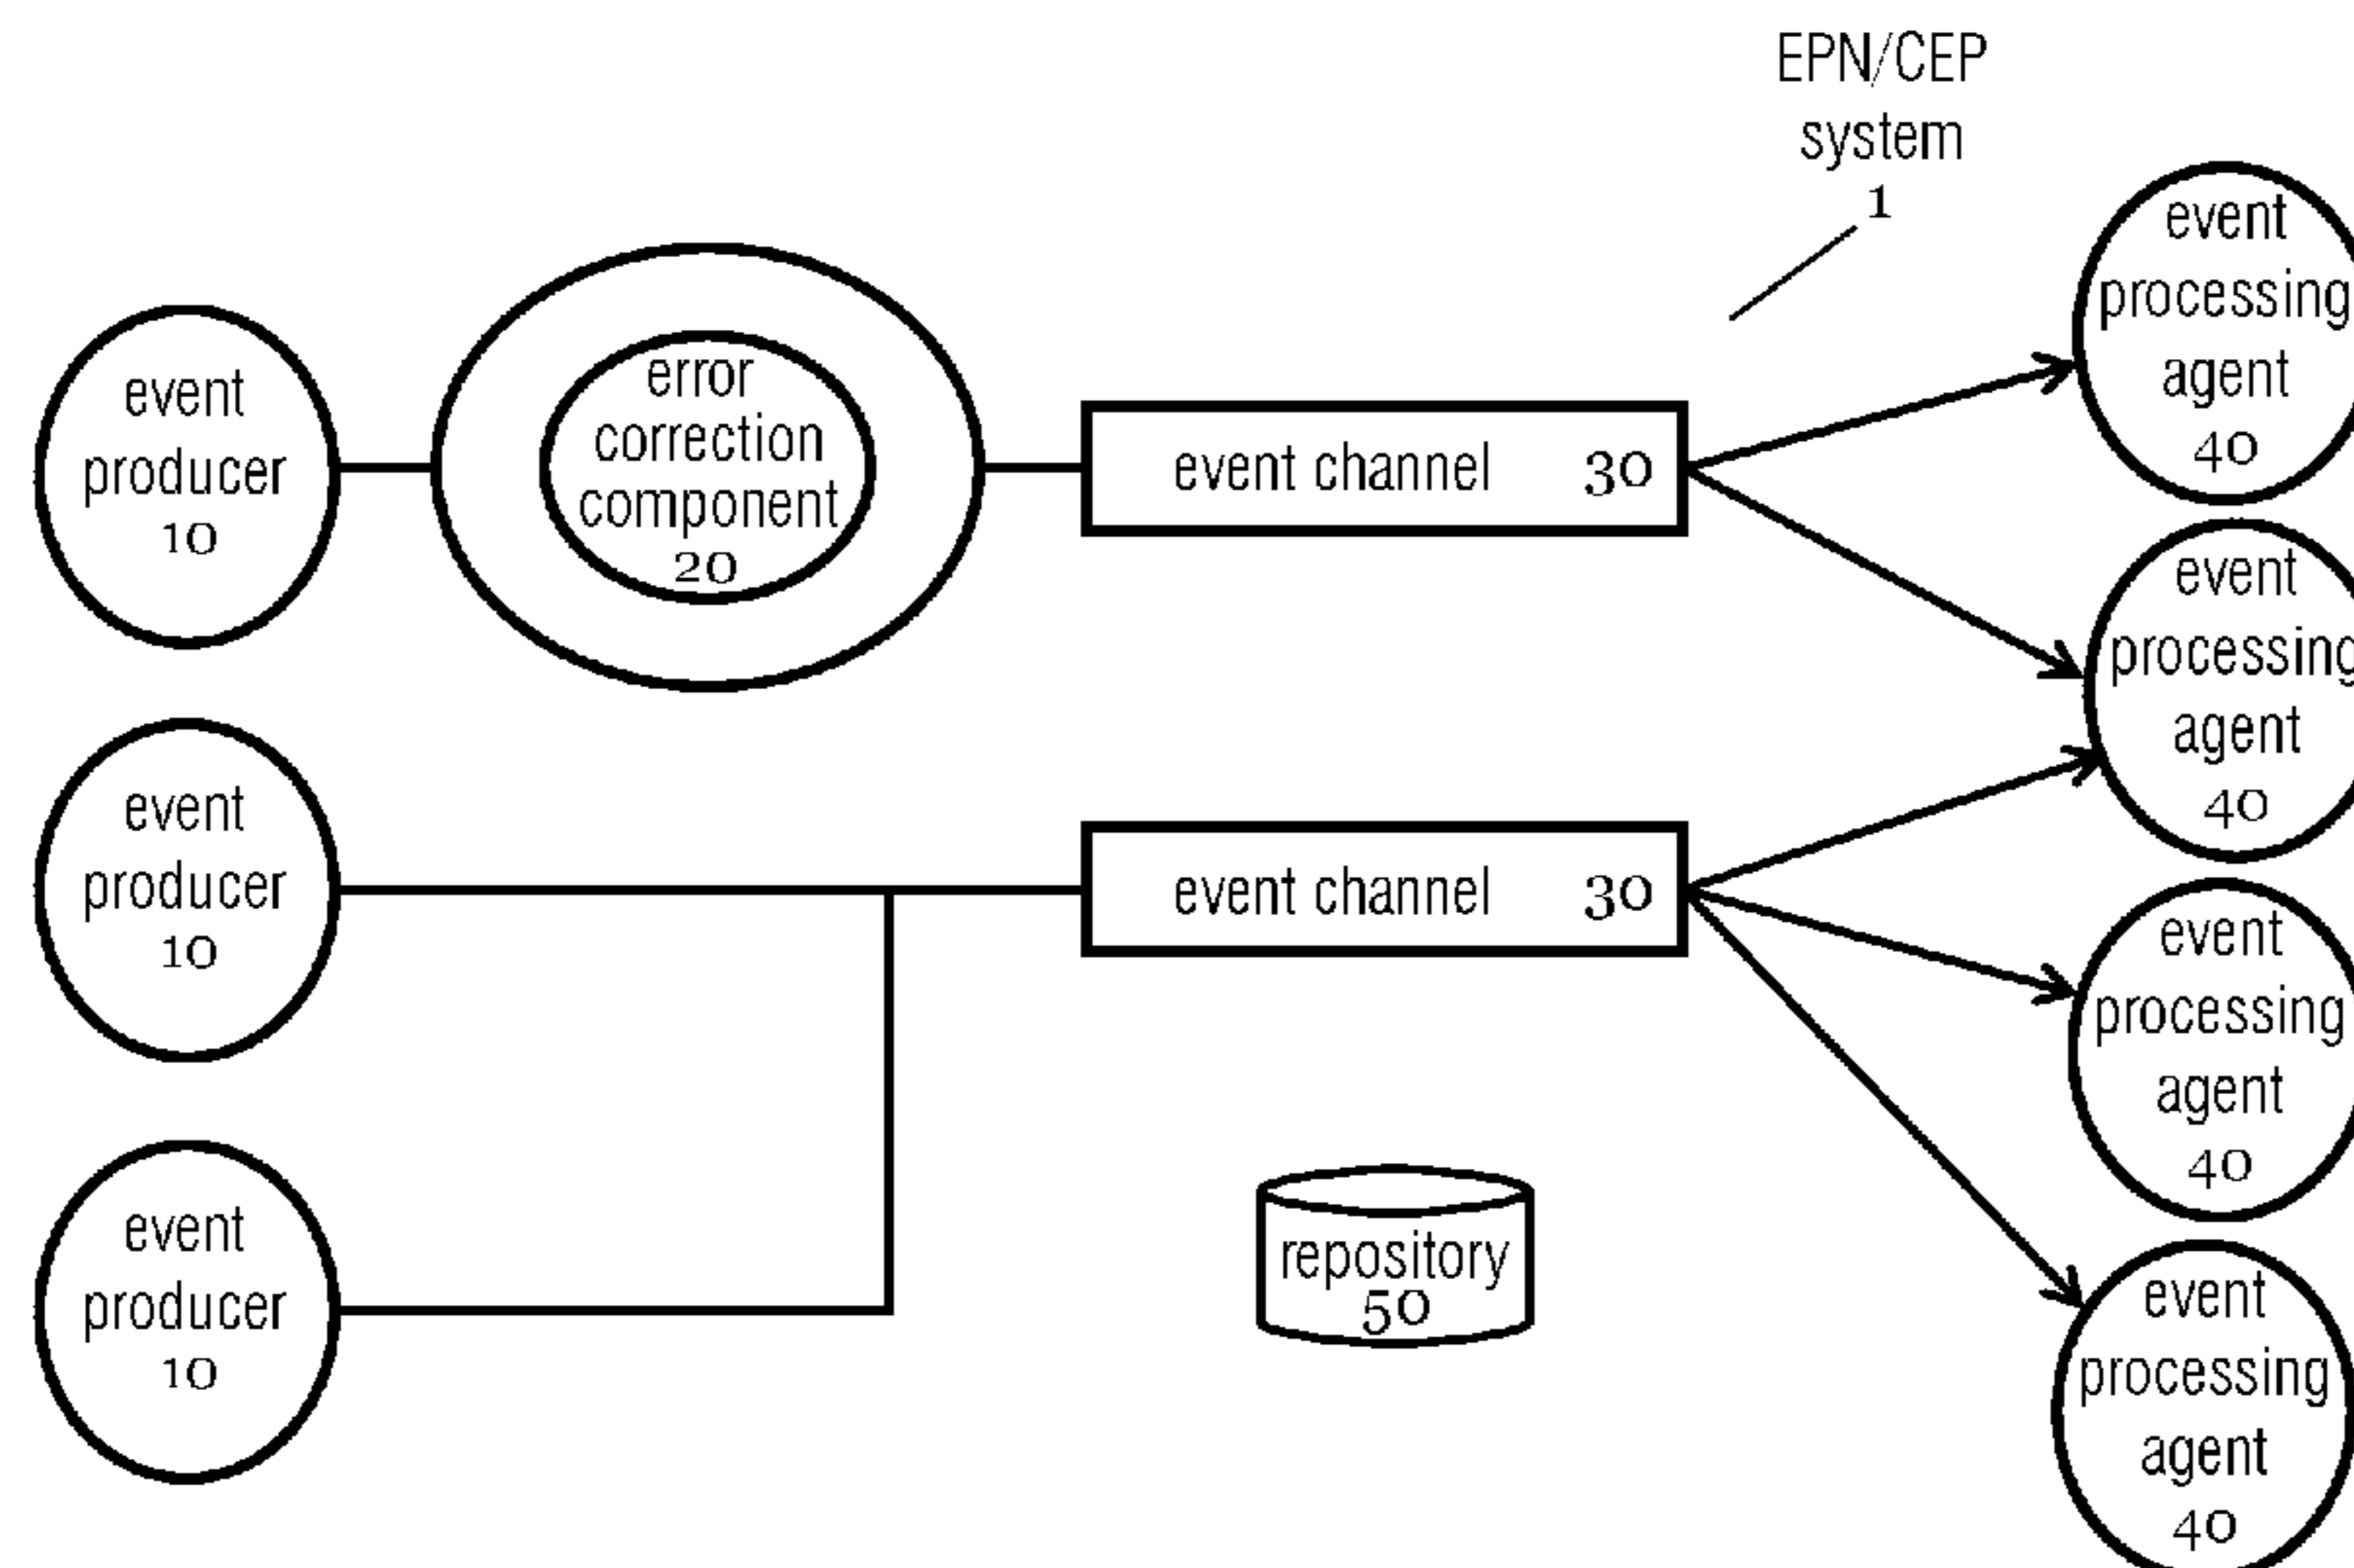 EPN/CEP
system
1
event
producer
10
error
correction
component
20
event channel 30
event
processing
agent
40
event
processing
agent
40
event
producer
10
event channel 30
event
processing
agent
40
event
producer
10
repository
50
event
processing
agent
40